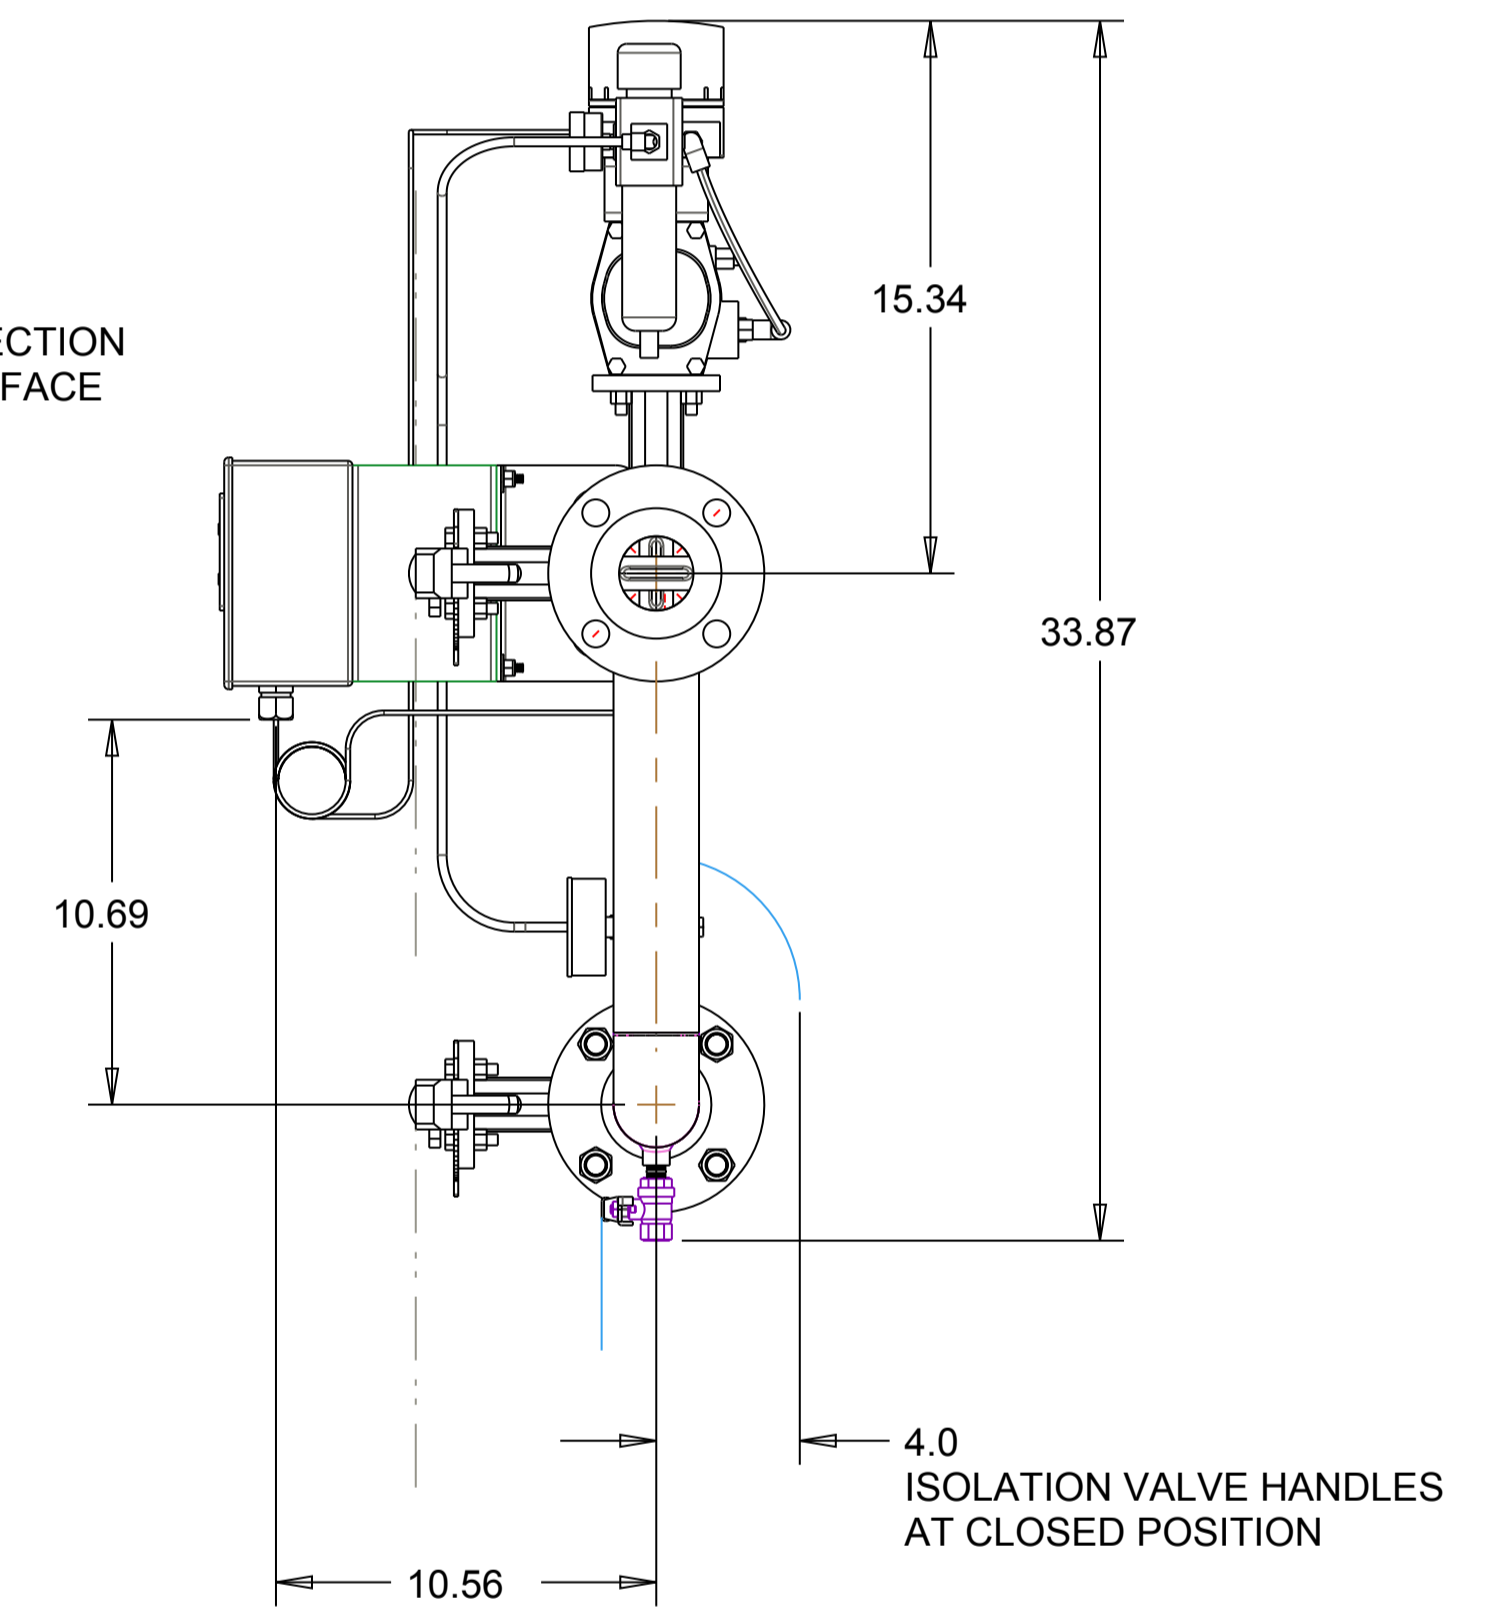 15.34
ECTION
FACE
33.87
10.69
4.0
ISOLATION VALVE HANDLES
AT CLOSED POSITION
10.56